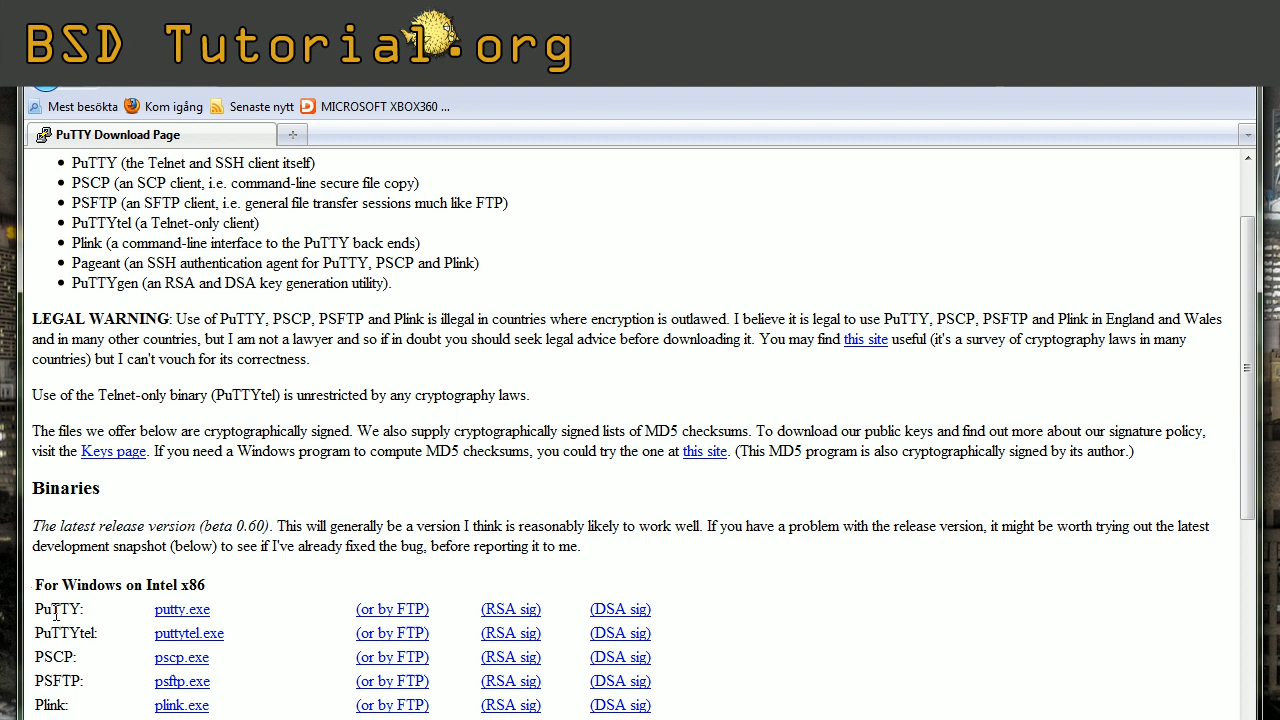 BSD Tutorial.org
Mest besökta Kom igång Senaste nytt MICROSOFT XBOX360 ...
PuTTY Download Page
• PuTTY (the Telnet and SSH client itself)
• PSCP (an SCP client, i.e. command-line secure file copy)
• PSFTP (an SFTP client, i.e. general file transfer sessions much like FTP)
• PuTTYtel (a Telnet-only client)
• Plink (a command-line interface to the PuTTY back ends)
• Pageant (an SSH authentication agent for PuTTY, PSCP and Plink)
• PuTTYgen (an RSA and DSA key generation utility).
LEGAL WARNING: Use of PuTTY, PSCP, PSFTP and Plink is illegal in countries where encryption is outlawed. I believe it is legal to use PuTTY, PSCP, PSFTP and Plink in England and Wales
and in many other countries, but I am not a lawyer and so if in doubt you should seek legal advice before downloading it. You may find this site useful (it's a survey of cryptography laws in many
countries) but I can't vouch for its correctness.
Use of the Telnet-only binary (PuTTYtel) is unrestricted by any cryptography laws.
The files we offer below are cryptographically signed. We also supply cryptographically signed lists of MD5 checksums. To download our public keys and find out more about our signature policy,
visit the Keys page. If you need a Windows program to compute MD5 checksums, you could try the one at this site. (This MD5 program is also cryptographically signed by its author.)
Binaries
The latest release version (beta 0.60). This will generally be a version I think is reasonably likely to work well. If you have a problem with the release version, it might be worth trying out the latest
development snapshot (below) to see if I've already fixed the bug, before reporting it to me.
For Windows on Intel x86
PuTTY: putty.exe (or by FTP) (RSA sig) (DSA sig)
PuTTYtel: puttytel.exe (or by FTP) (RSA sig) (DSA sig)
PSCP: pscp.exe (or by FTP) (RSA sig) (DSA sig)
PSFTP: psftp.exe (or by FTP) (RSA sig) (DSA sig)
Plink: plink.exe (or by FTP) (RSA sig) (DSA sig)